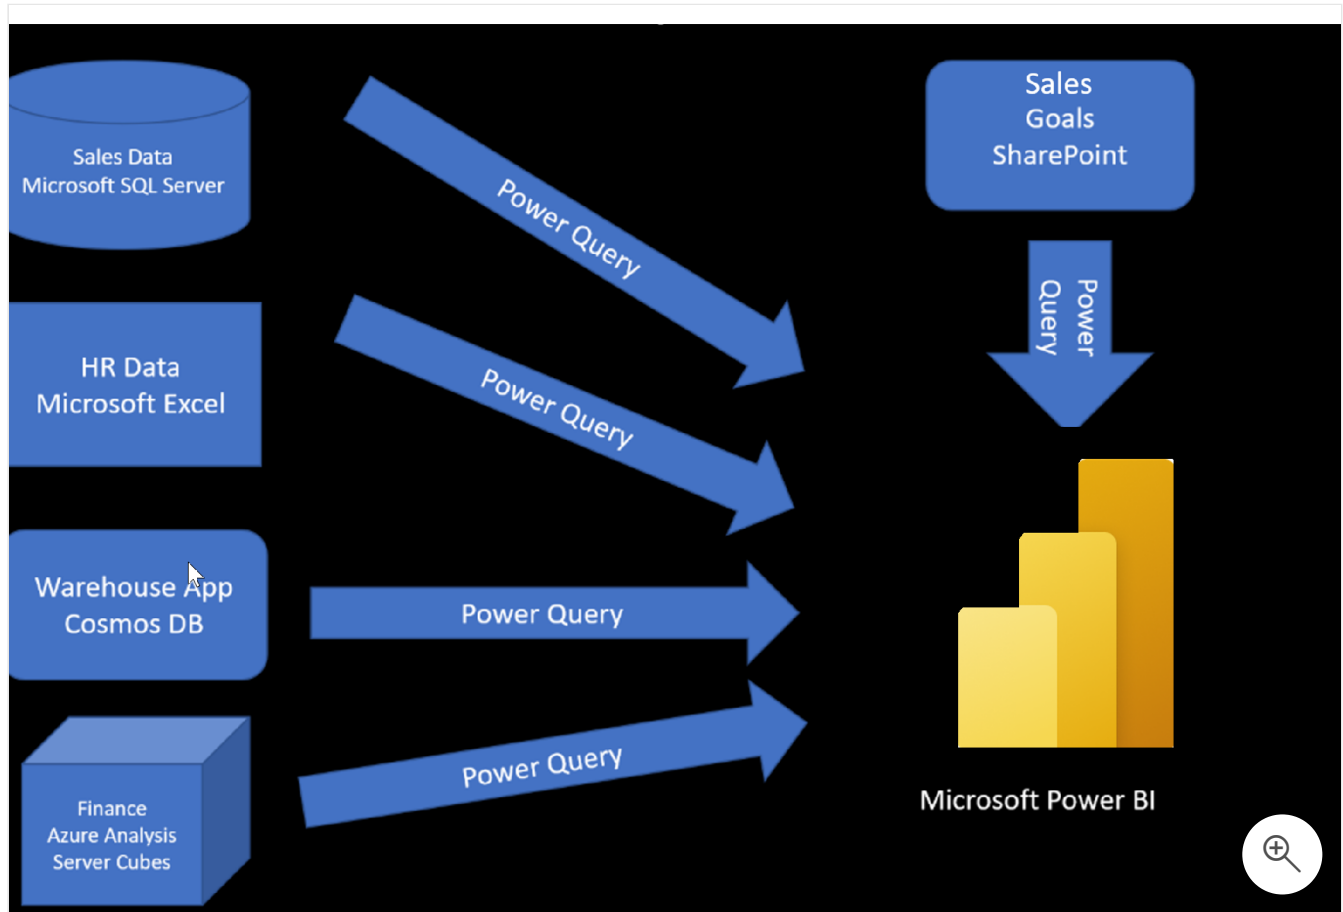 Sales Data
Microsoft SQL Server
Power Query
Sales
Goals
SharePoint
Power
Query
HR Data
Microsoft Excel
Power Query
Warehouse App
Cosmos DB
Power Query
Finance
Azure Analysis
Server Cubes
Power Query
Microsoft Power BI